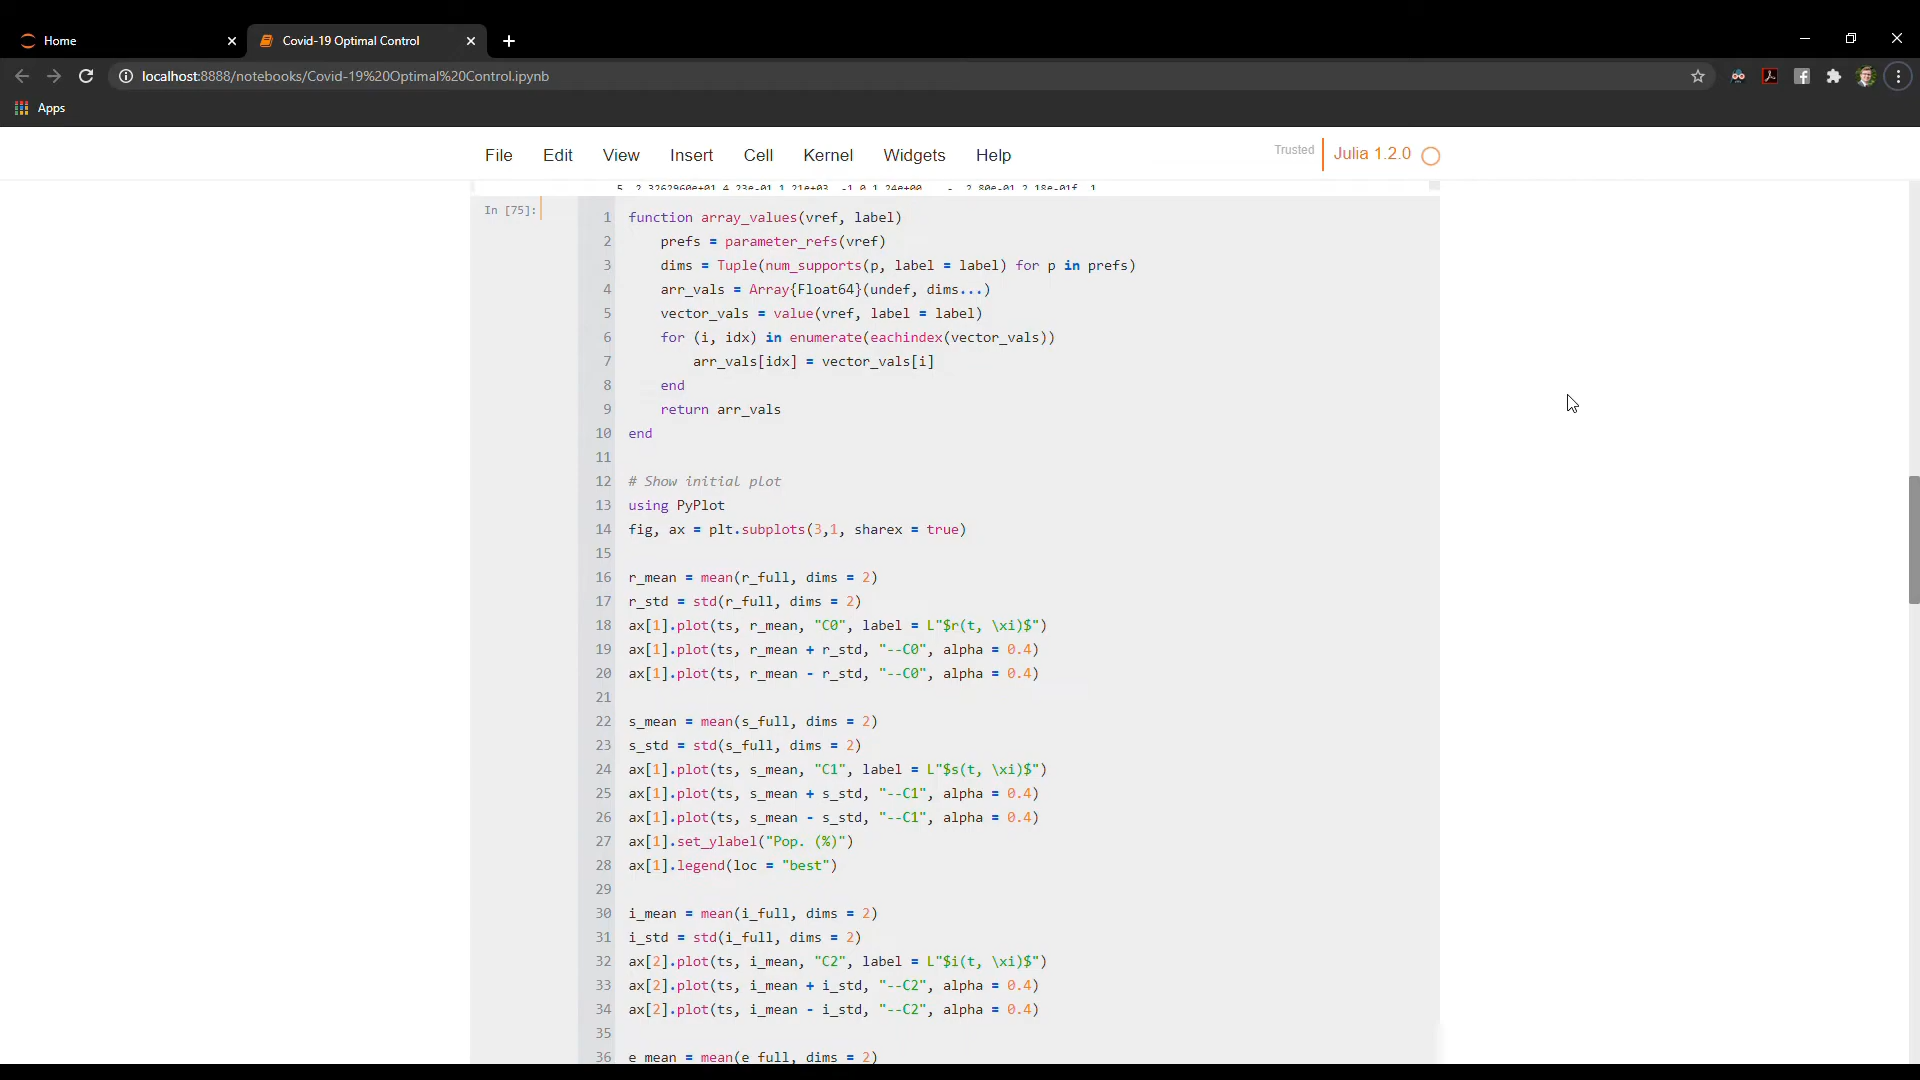 Home
Covid-19 Optimal Control
localhost:8888/notebooks/Covid-19%20Optimal%20Control.ipynb
Apps
File Edit View Insert Cell Kernel Widgets Help Trusted Julia 1.2.0
In [75]:
1 function array_values(vref, label)
2 prefs = parameter_refs(vref)
3 dims = Tuple(num_supports(p, label = label) for p in prefs)
4 arr_vals = Array{Float64}(undef, dims...)
5 vector_vals = value(vref, label = label)
6 for (i, idx) in enumerate(eachindex(vector_vals))
7 arr_vals[idx] = vector_vals[i]
8 end
9 return arr_vals
10 end
11
12 # Show initial plot
13 using PyPlot
14 fig, ax = plt.subplots(3,1, sharex = true)
15
16 r_mean = mean(r_full, dims = 2)
17 r_std = std(r_full, dims = 2)
18 ax[1].plot(ts, r_mean, "C0", label = L"$r(t, \xi)$")
19 ax[1].plot(ts, r_mean + r_std, "--C0", alpha = 0.4)
20 ax[1].plot(ts, r_mean - r_std, "--C0", alpha = 0.4)
21
22 s_mean = mean(s_full, dims = 2)
23 s_std = std(s_full, dims = 2)
24 ax[1].plot(ts, s_mean, "C1", label = L"$s(t, \xi)$")
25 ax[1].plot(ts, s_mean + s_std, "--C1", alpha = 0.4)
26 ax[1].plot(ts, s_mean - s_std, "--C1", alpha = 0.4)
27 ax[1].set_ylabel("Pop. (%)")
28 ax[1].legend(loc = "best")
29
30 i_mean = mean(i_full, dims = 2)
31 i_std = std(i_full, dims = 2)
32 ax[2].plot(ts, i_mean, "C2", label = L"$i(t, \xi)$")
33 ax[2].plot(ts, i_mean + i_std, "--C2", alpha = 0.4)
34 ax[2].plot(ts, i_mean - i_std, "--C2", alpha = 0.4)
35
36 e_mean = mean(e_full, dims = 2)